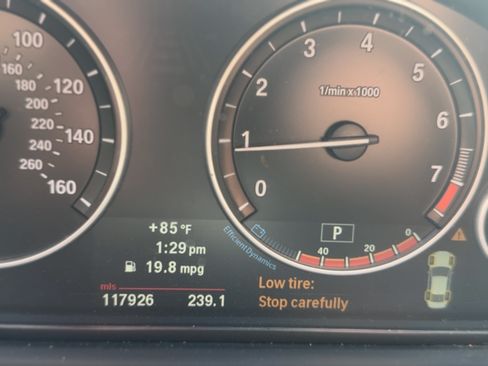 100
160
120
180
200
220
140
240
260
160
3
4
5
1/min x 1000
2
6
1
7
0
P
EfficientDynamics
40
20
0
+85 °F
1:29 pm
19.8 mpg
mls
117926 239.1
Low tire:
Stop carefully